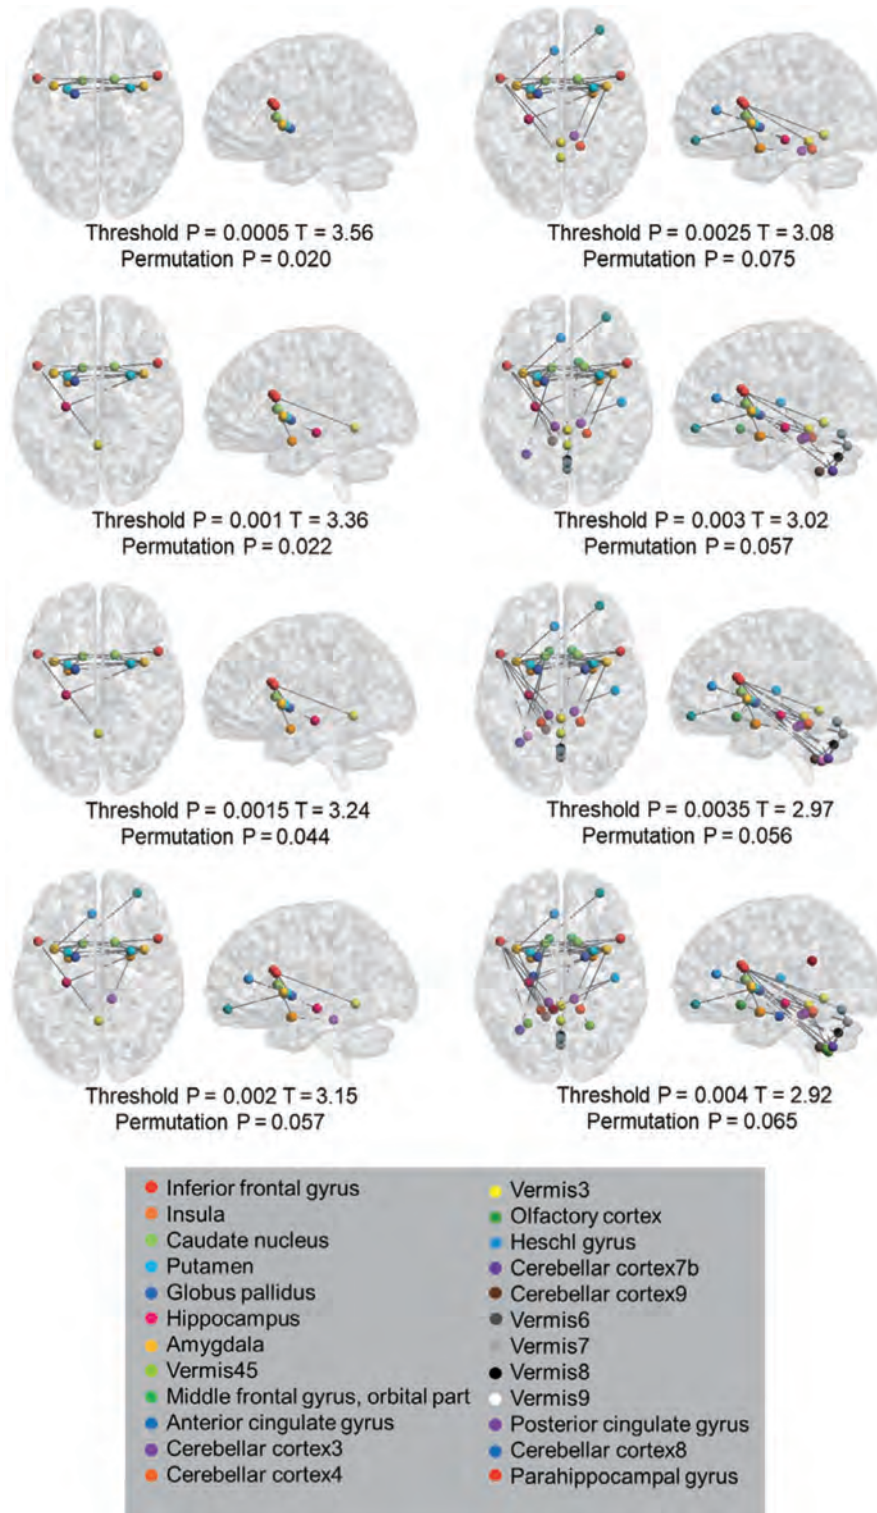 Threshold P = 0.0005 T = 3.56
Permutation P = 0.020
Threshold P = 0.0025 T = 3.08
Permutation P = 0.075
Threshold P = 0.001 T = 3.36
Permutation P = 0.022
Threshold P = 0.003 T = 3.02
Permutation P = 0.057
Threshold P = 0.0015 T = 3.24
Permutation P = 0.044
Threshold P = 0.0035 T = 2.97
Permutation P = 0.056
Threshold P = 0.002 T = 3.15
Permutation P = 0.057
Threshold P = 0.004 T = 2.92
Permutation P = 0.065
Inferior frontal gyrus
Insula
Caudate nucleus
Putamen
Globus pallidus
Hippocampus
Amygdala
Vermis45
Middle frontal gyrus, orbital part
Anterior cingulate gyrus
Cerebellar cortex3
Cerebellar cortex4
Vermis3
Olfactory cortex
Heschl gyrus
Cerebellar cortex7b
Cerebellar cortex9
Vermis6
Vermis7
Vermis8
Vermis9
Posterior cingulate gyrus
Cerebellar cortex8
Parahippocampal gyrus